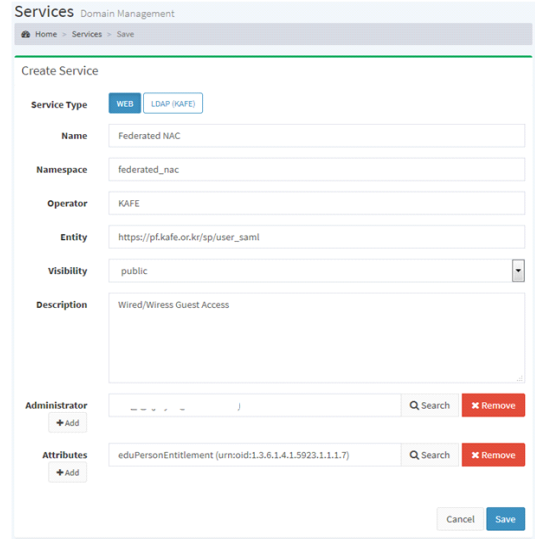 Services Domain Management
Home > Services > Save
Create Service
Service Type WEB LDAP (KAFE)
Name Federated NAC
Namespace federated_nac
Operator KAFE
Entity https://pf.kafe.or.kr/sp/user_saml
Visibility public
Description Wired/Wiress Guest Access
Administrator Search Remove
Add
Attributes eduPersonEntitlement (urn:oid:1.3.6.1.4.1.5923.1.1.1.7) Search Remove
Add
Cancel Save